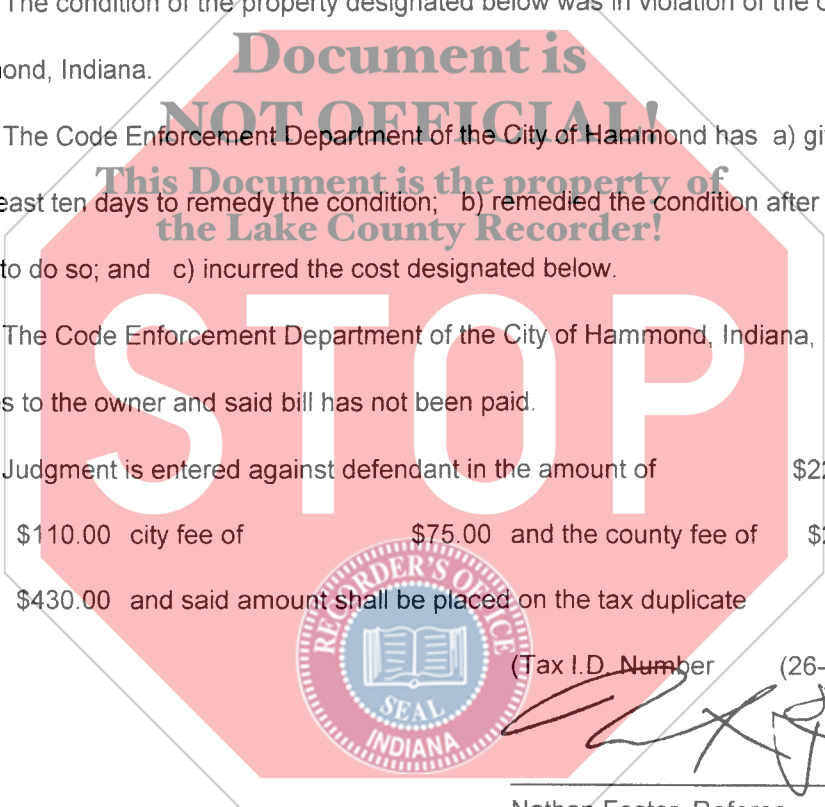 The condition of the property designated below was in violation of the
Document is
ond, Indiana.
NOT OFFICIAL!
The Code Enforcement Department of the City of Hammond has a)
This Document is the property of
east ten days to remedy the condition; b) remedied the condition after
the Lake County Recorder!
to do so; and c) incurred the cost designated below.
The Code Enforcement Department of the City of Hammond, Indiana,
STOP
s to the owner and said bill has not been paid.
Judgment is entered against defendant in the amount of $22
$110.00 city fee of $75.00 and the county fee of $2
$430.00 and said amount shall be placed on the tax duplicate
RECORDER'S OFFICE
(Tax I.D. Number (26-
SEAL
INDIANA
Nathan Foster, Referee